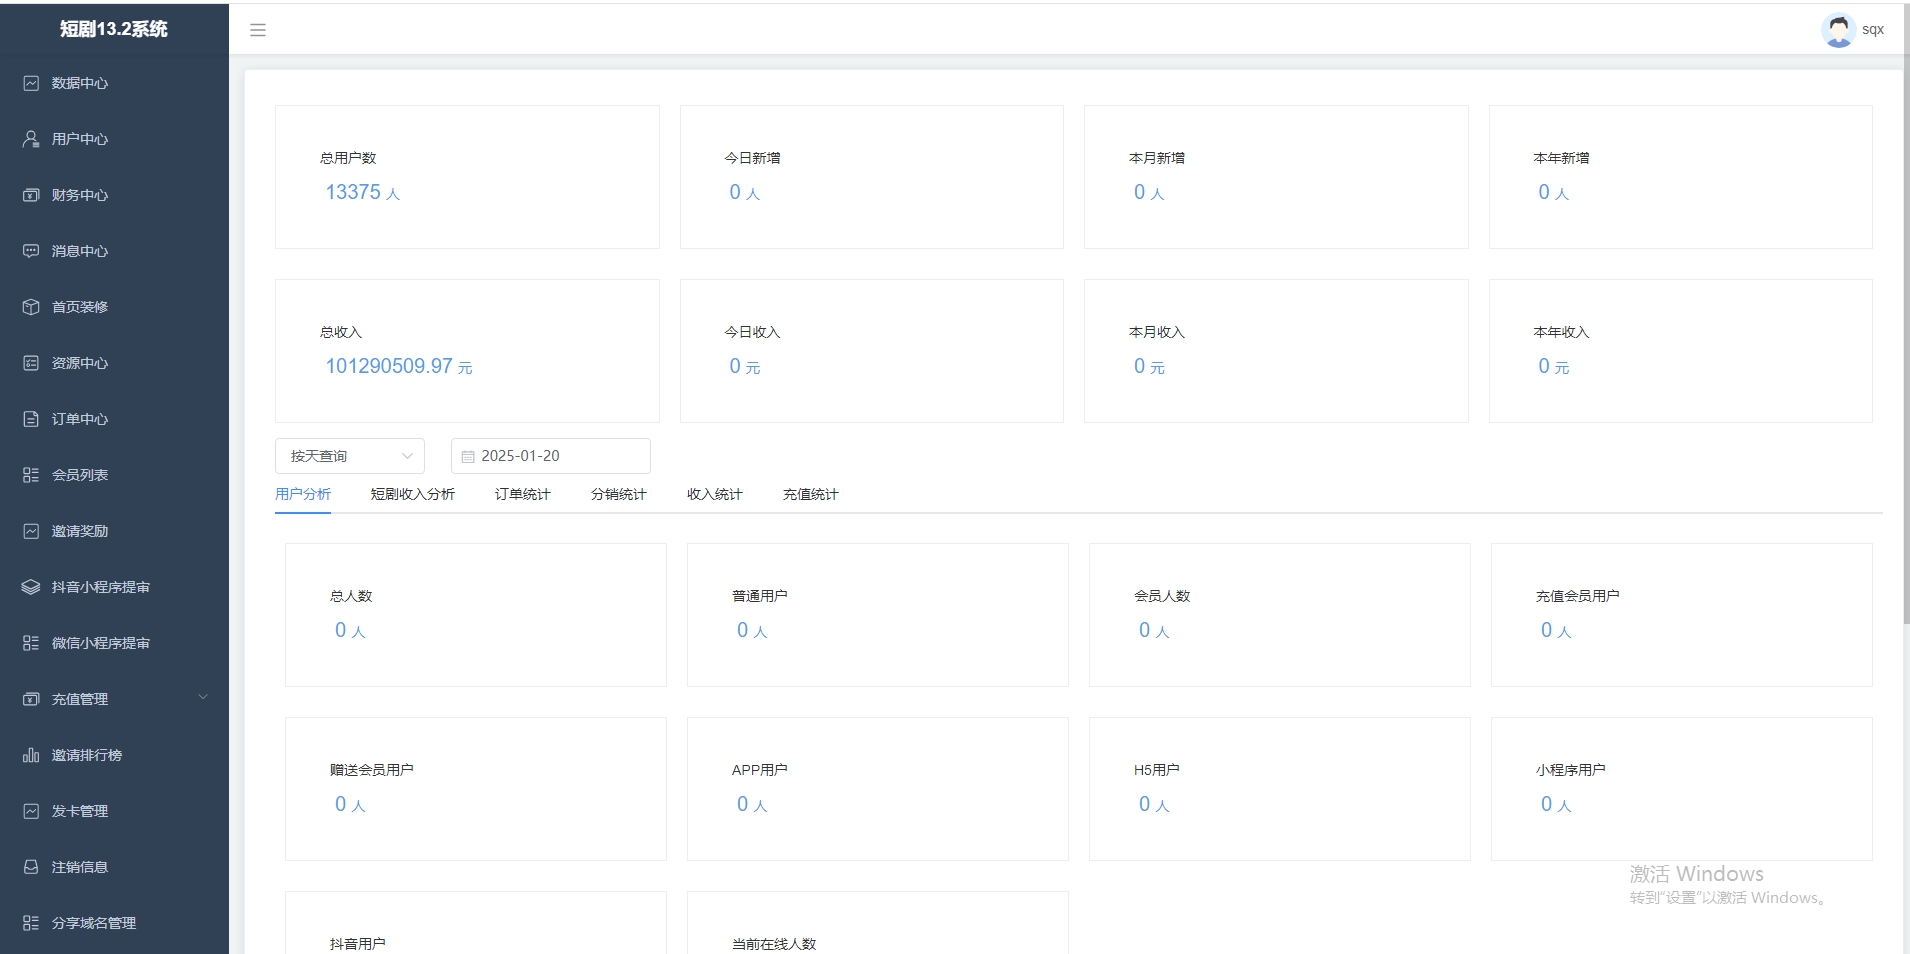 短剧13.2系统
sqx
数据中心
用户中心
财务中心
消息中心
首页装修
资源中心
订单中心
会员列表
邀请奖励
抖音小程序提审
微信小程序提审
充值管理
邀请排行榜
发卡管理
注销信息
分享域名管理
总用户数
13375 人
今日新增
0 人
本月新增
0 人
本年新增
0 人
总收入
101290509.97 元
今日收入
0 元
本月收入
0 元
本年收入
0 元
按天查询
2025-01-20
用户分析 短剧收入分析 订单统计 分销统计 收入统计 充值统计
总人数
0 人
普通用户
0 人
会员人数
0 人
充值会员用户
0 人
赠送会员用户
0 人
APP用户
0 人
H5用户
0 人
小程序用户
0 人
抖音用户
当前在线人数
激活 Windows
转到"设置"以激活 Windows。